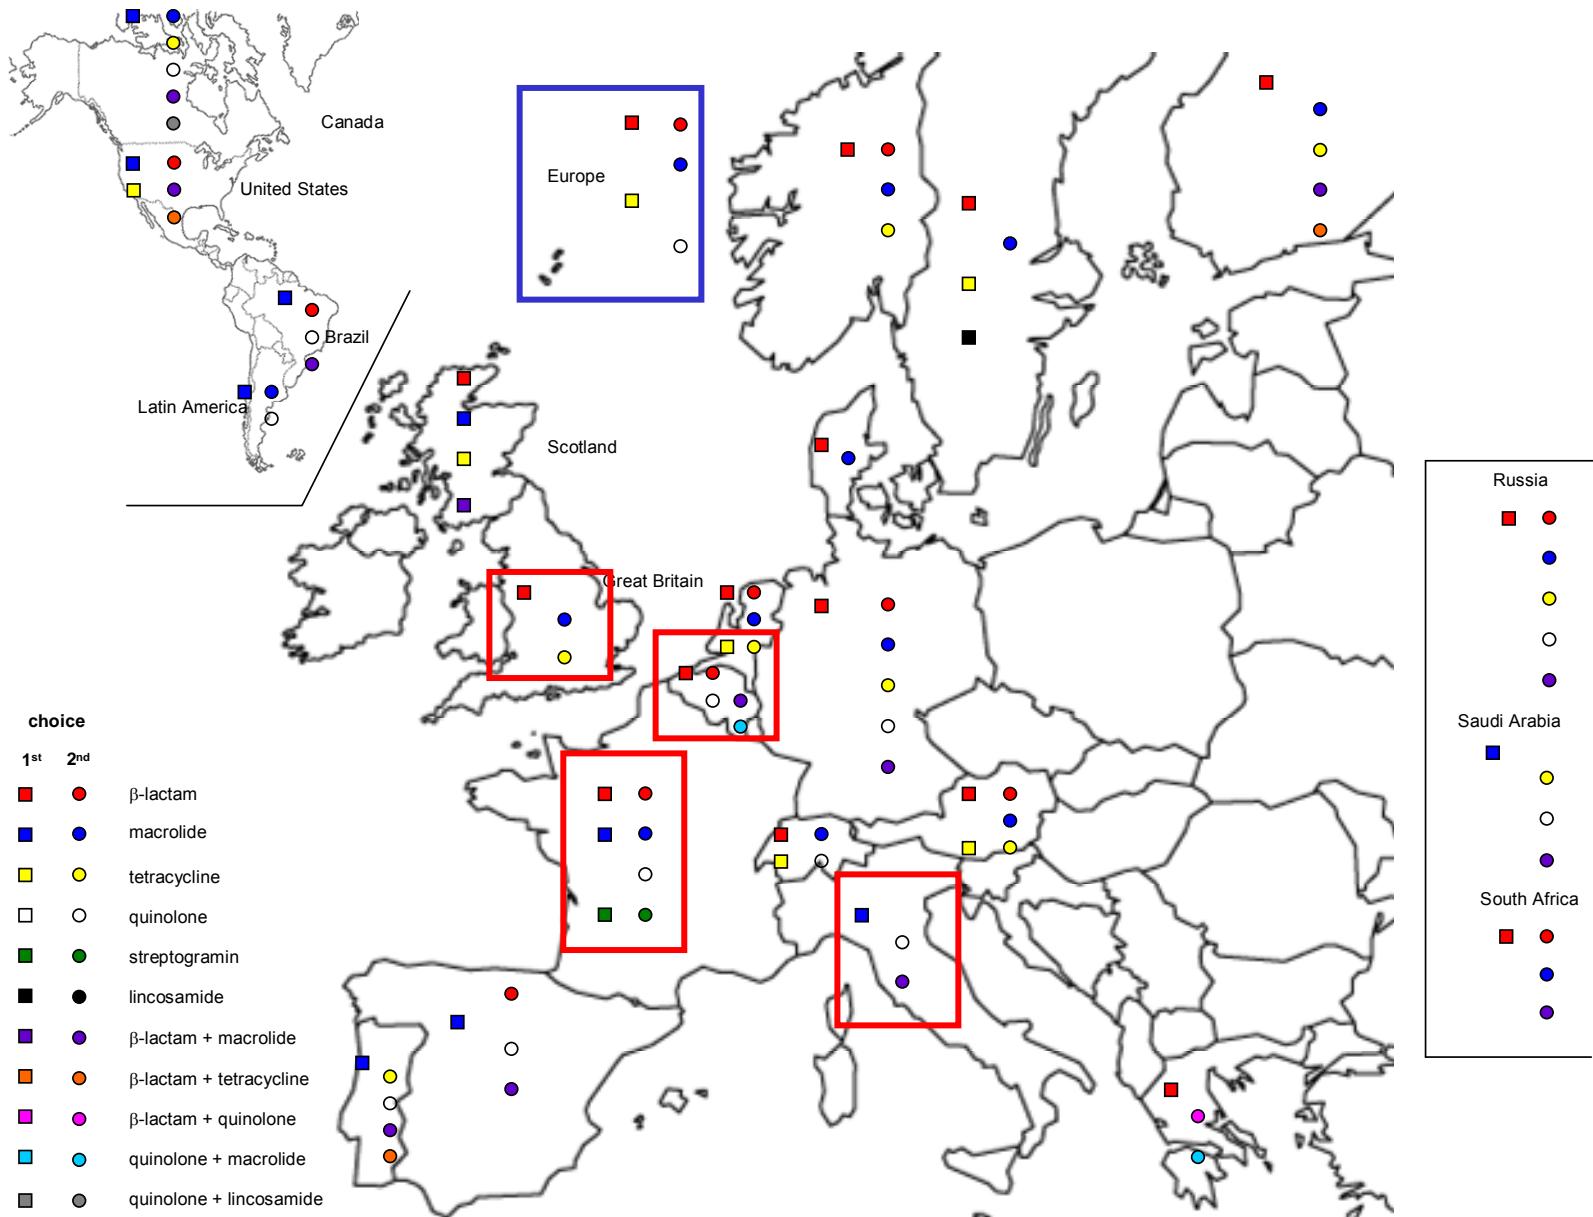 Canada
United States
Brazil
Latin America
Europe
Scotland
Great Britain
Russia
Saudi Arabia
South Africa
choice
1st 2nd
β-lactam
macrolide
tetracycline
quinolone
streptogramin
lincosamide
β-lactam + macrolide
β-lactam + tetracycline
β-lactam + quinolone
quinolone + macrolide
quinolone + lincosamide